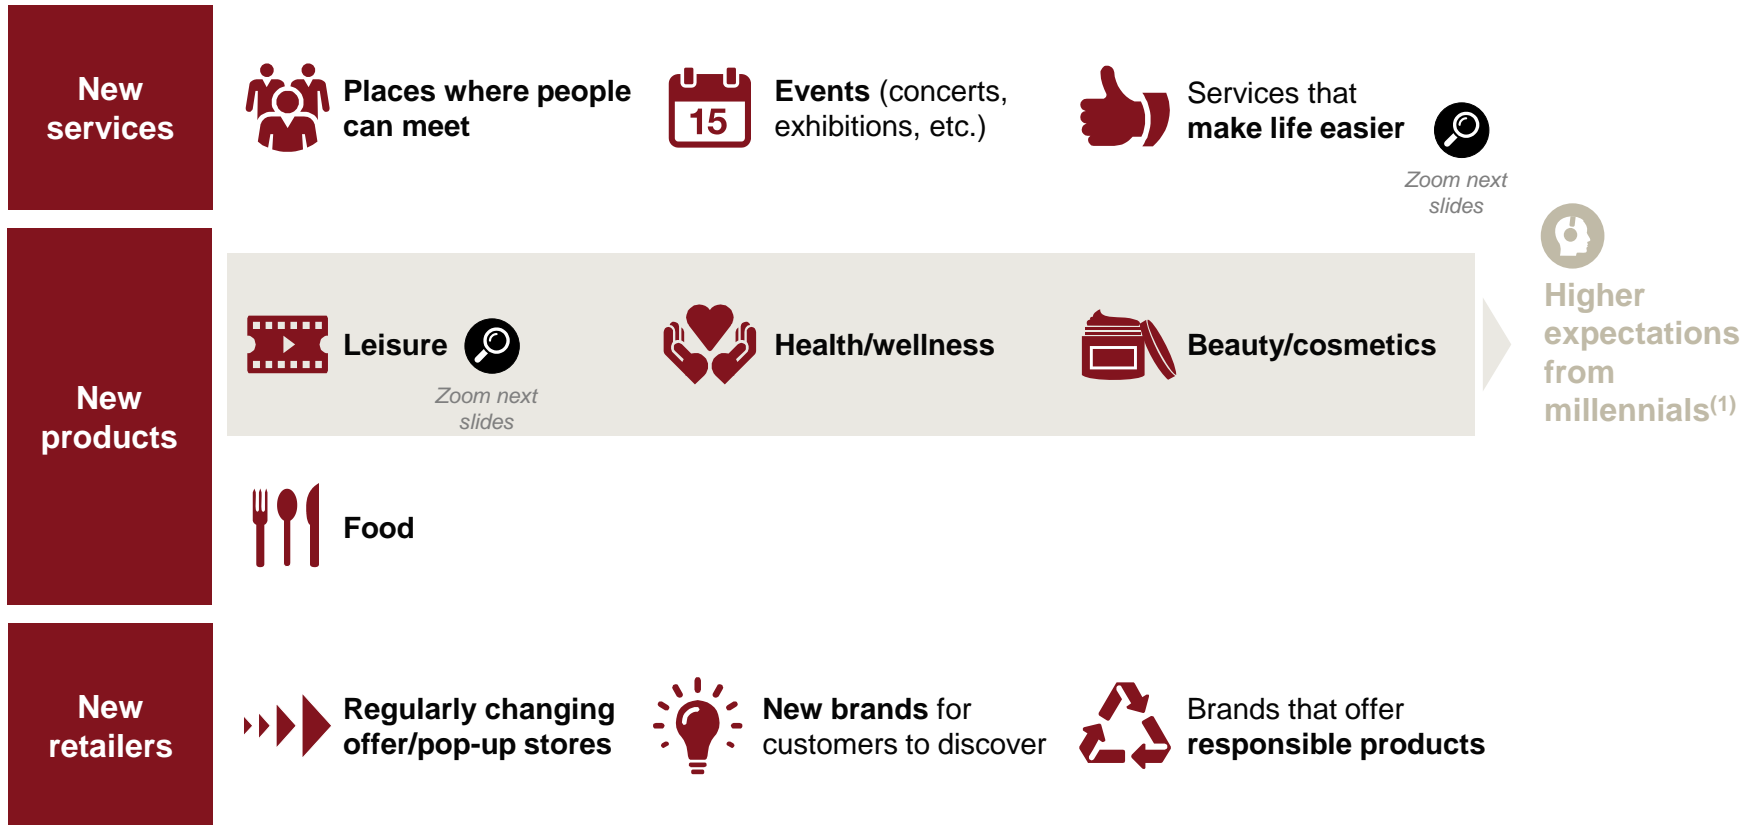 New
services
Places where people
can meet
15
Events (concerts,
exhibitions, etc.)
Services that
make life easier
Zoom next
slides
New
products
Leisure
Zoom next
slides
Health/wellness
Beauty/cosmetics
Higher
expectations
from
millennials(1)
Food
New
retailers
Regularly changing
offer/pop-up stores
New brands for
customers to discover
Brands that offer
responsible products